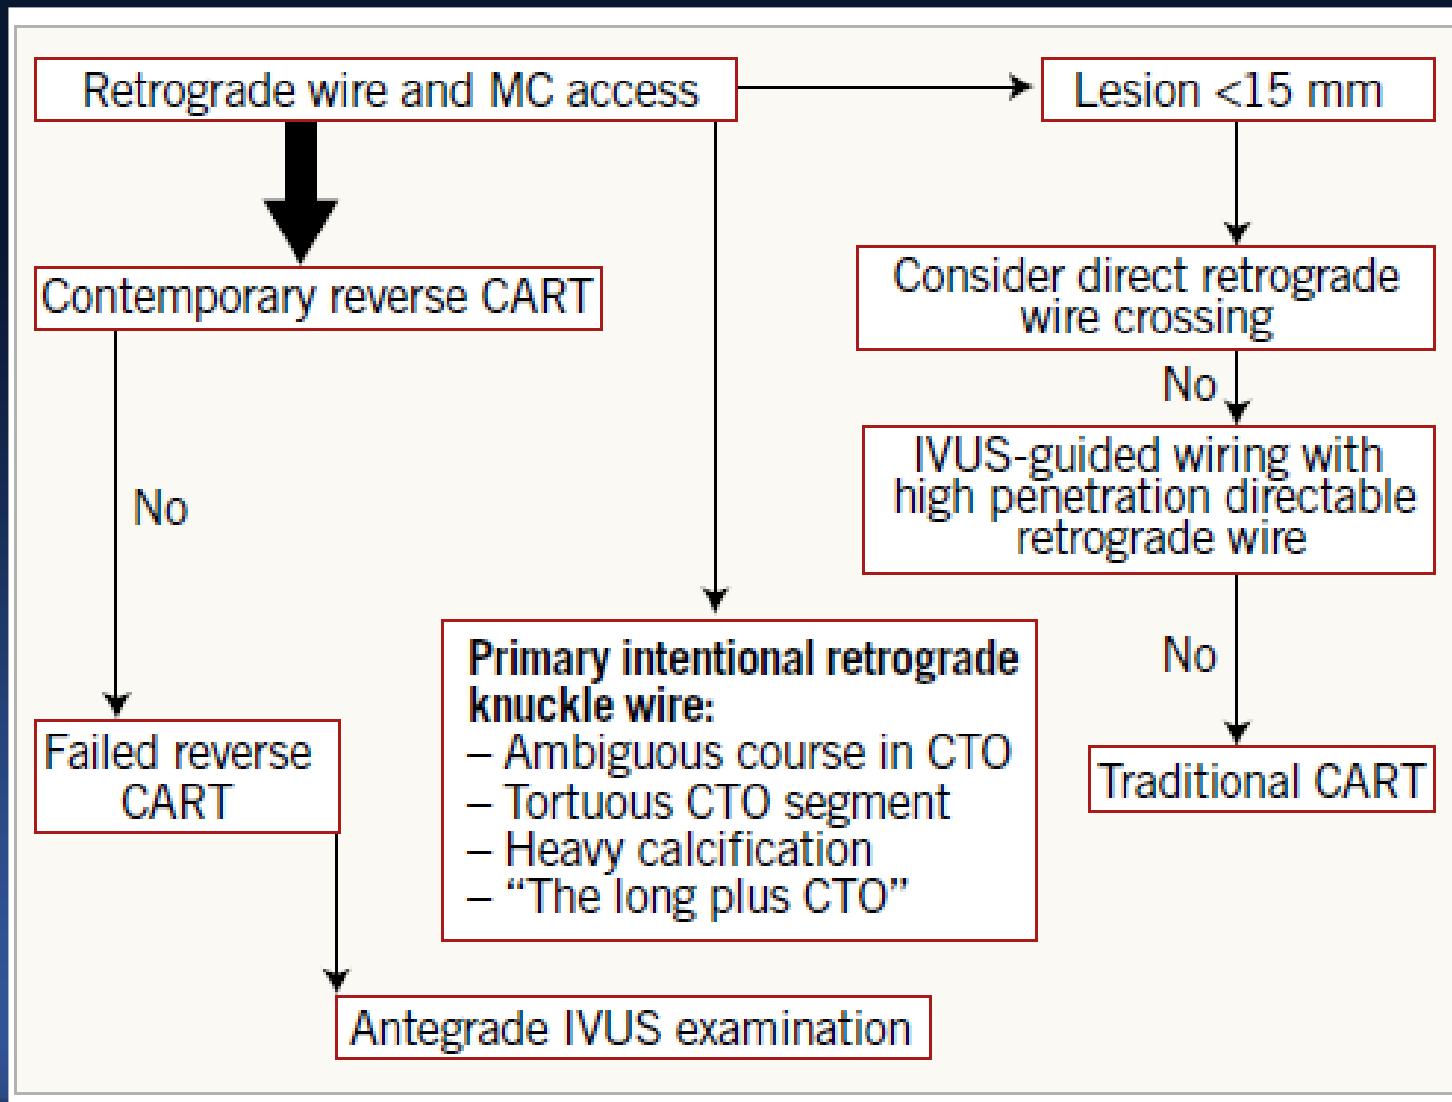 Retrograde wire and MC access
Lesion <15 mm
Contemporary reverse CART
Consider direct retrograde
wire crossing
No
IVUS-guided wiring with
high penetration directable
retrograde wire
No
No
Primary intentional retrograde
knuckle wire:
– Ambiguous course in CTO
– Tortuous CTO segment
– Heavy calcification
– “The long plus CTO”
Failed reverse
CART
Traditional CART
Antegrade IVUS examination